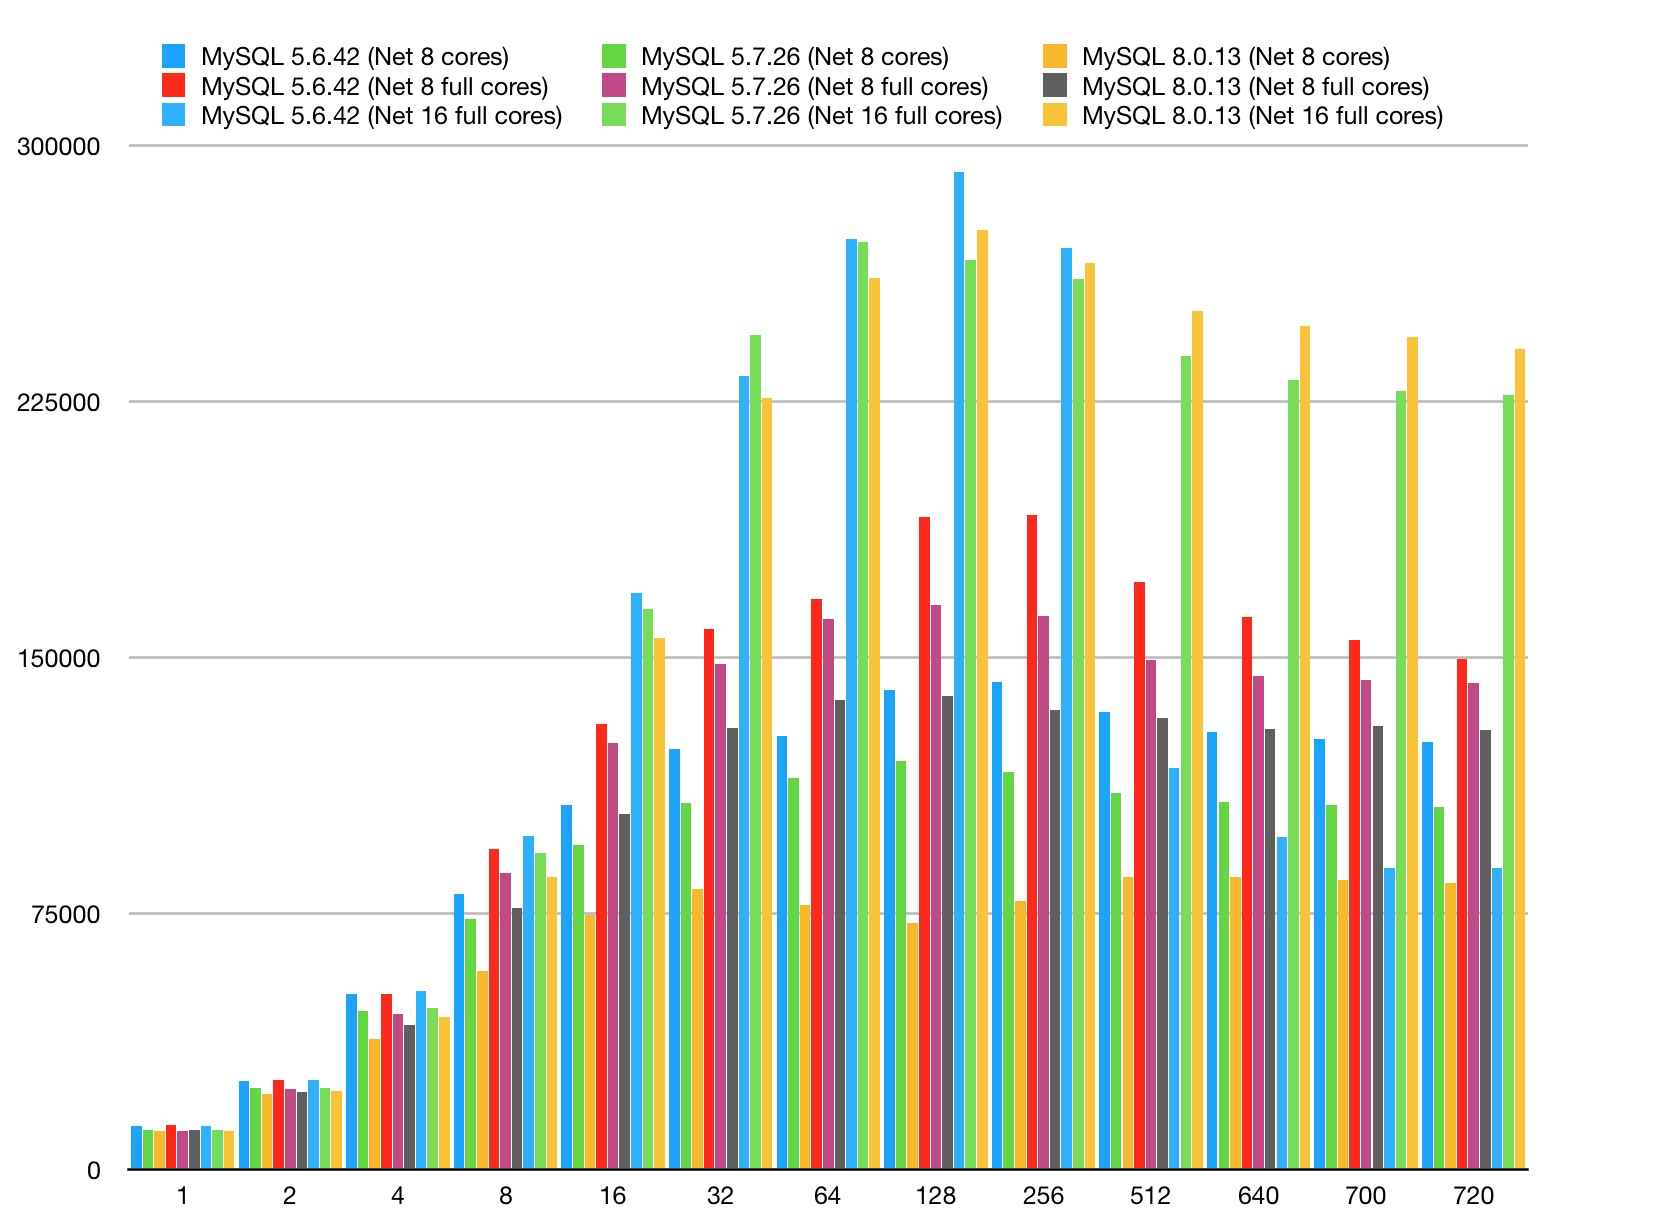 MySQL 5.6.42 (Net 8 cores) MySQL 5.7.26 (Net 8 cores) MySQL 8.0.13 (Net 8 cores)
MySQL 5.6.42 (Net 8 full cores) MySQL 5.7.26 (Net 8 full cores) MySQL 8.0.13 (Net 8 full cores)
MySQL 5.6.42 (Net 16 full cores) MySQL 5.7.26 (Net 16 full cores) MySQL 8.0.13 (Net 16 full cores)
300000
225000
150000
75000
0
1 2 4 8 16 32 64 128 256 512 640 700 720